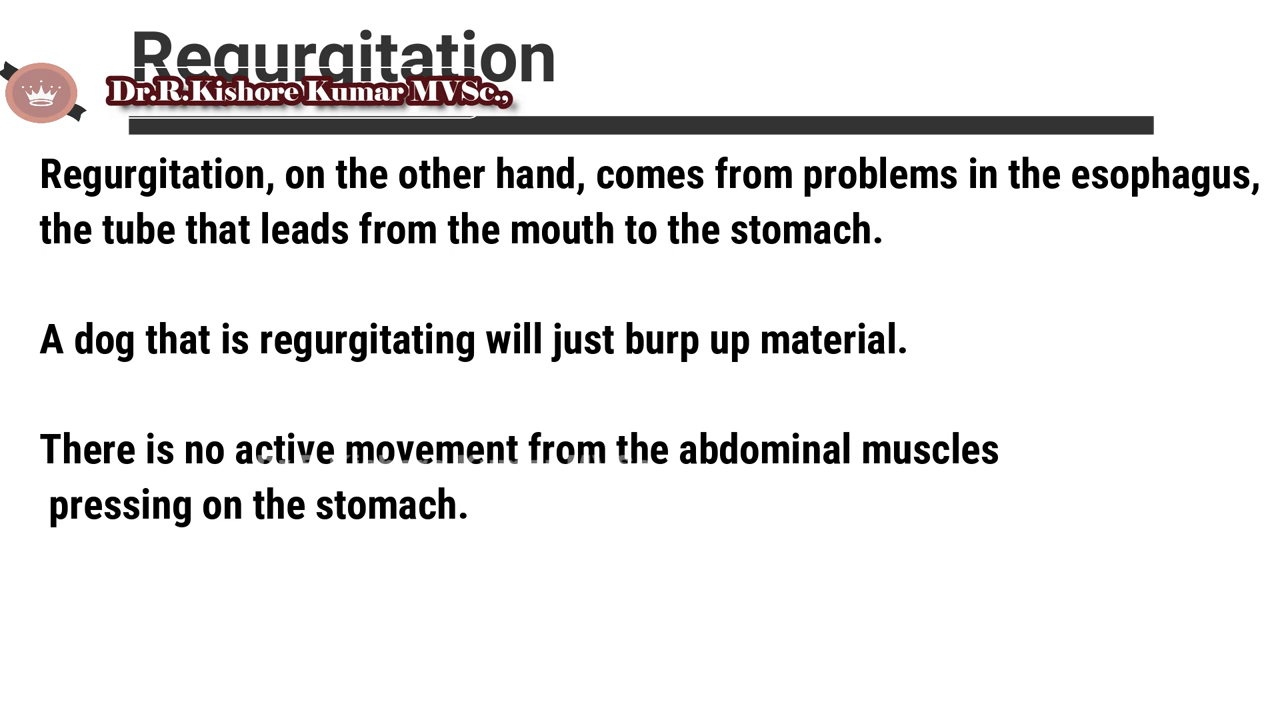 Regurgitation
Dr.R.Kishore Kumar MVSc.,
Regurgitation, on the other hand, comes from problems in the esophagus,
the tube that leads from the mouth to the stomach.
A dog that is regurgitating will just burp up material.
There is no active movement from the abdominal muscles
pressing on the stomach.